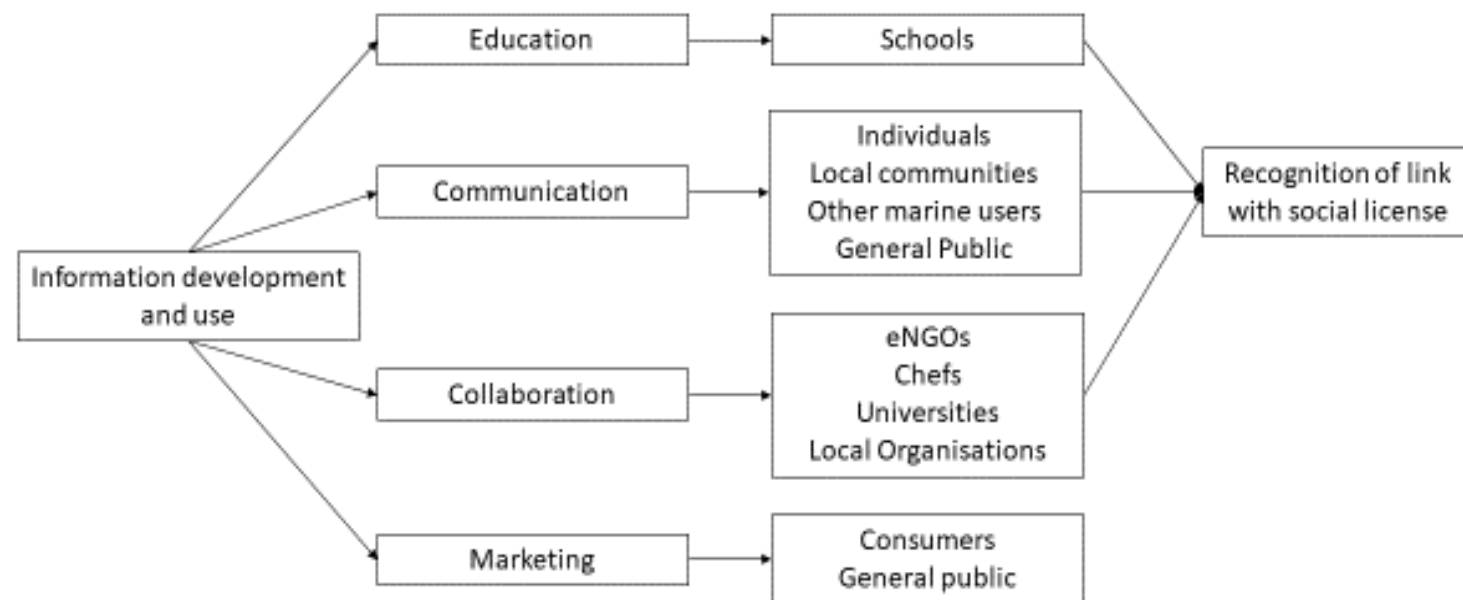 Education
Schools
Individuals
Local communities
Other marine users
General Public
Communication
Recognition of link
with social license
Information development
and use
eNGOs
Chefs
Universities
Local Organisations
Collaboration
Consumers
General public
Marketing